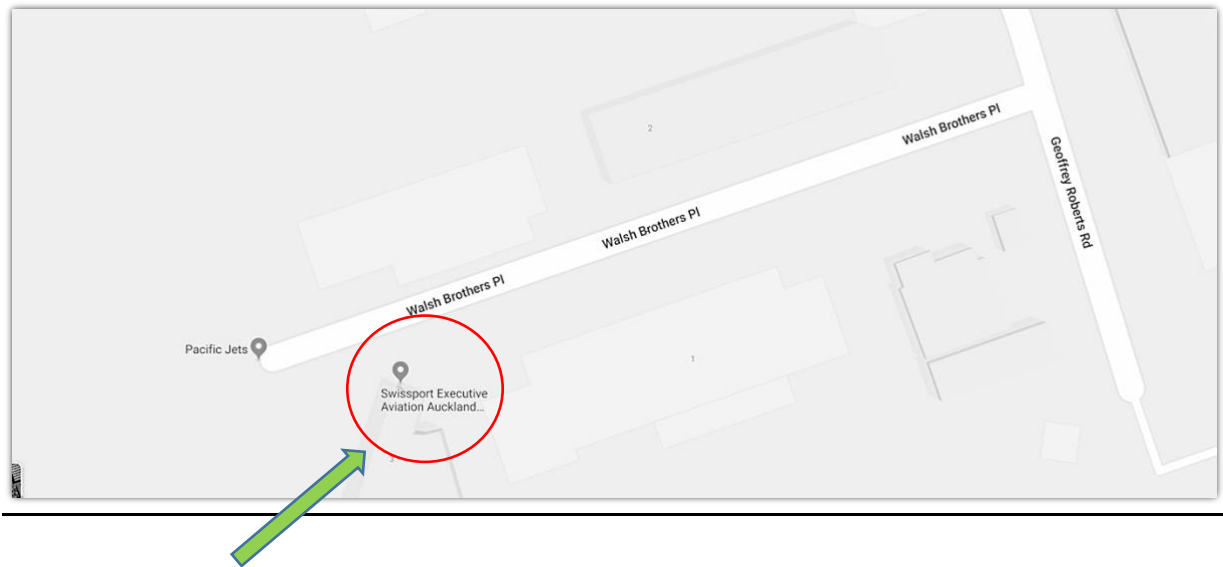 2
Walsh Brothers Pl
Geoffrey Roberts Rd
Walsh Brothers Pl
Walsh Brothers Pl
Pacific Jets
1
Swissport Executive
Aviation Auckland...
3